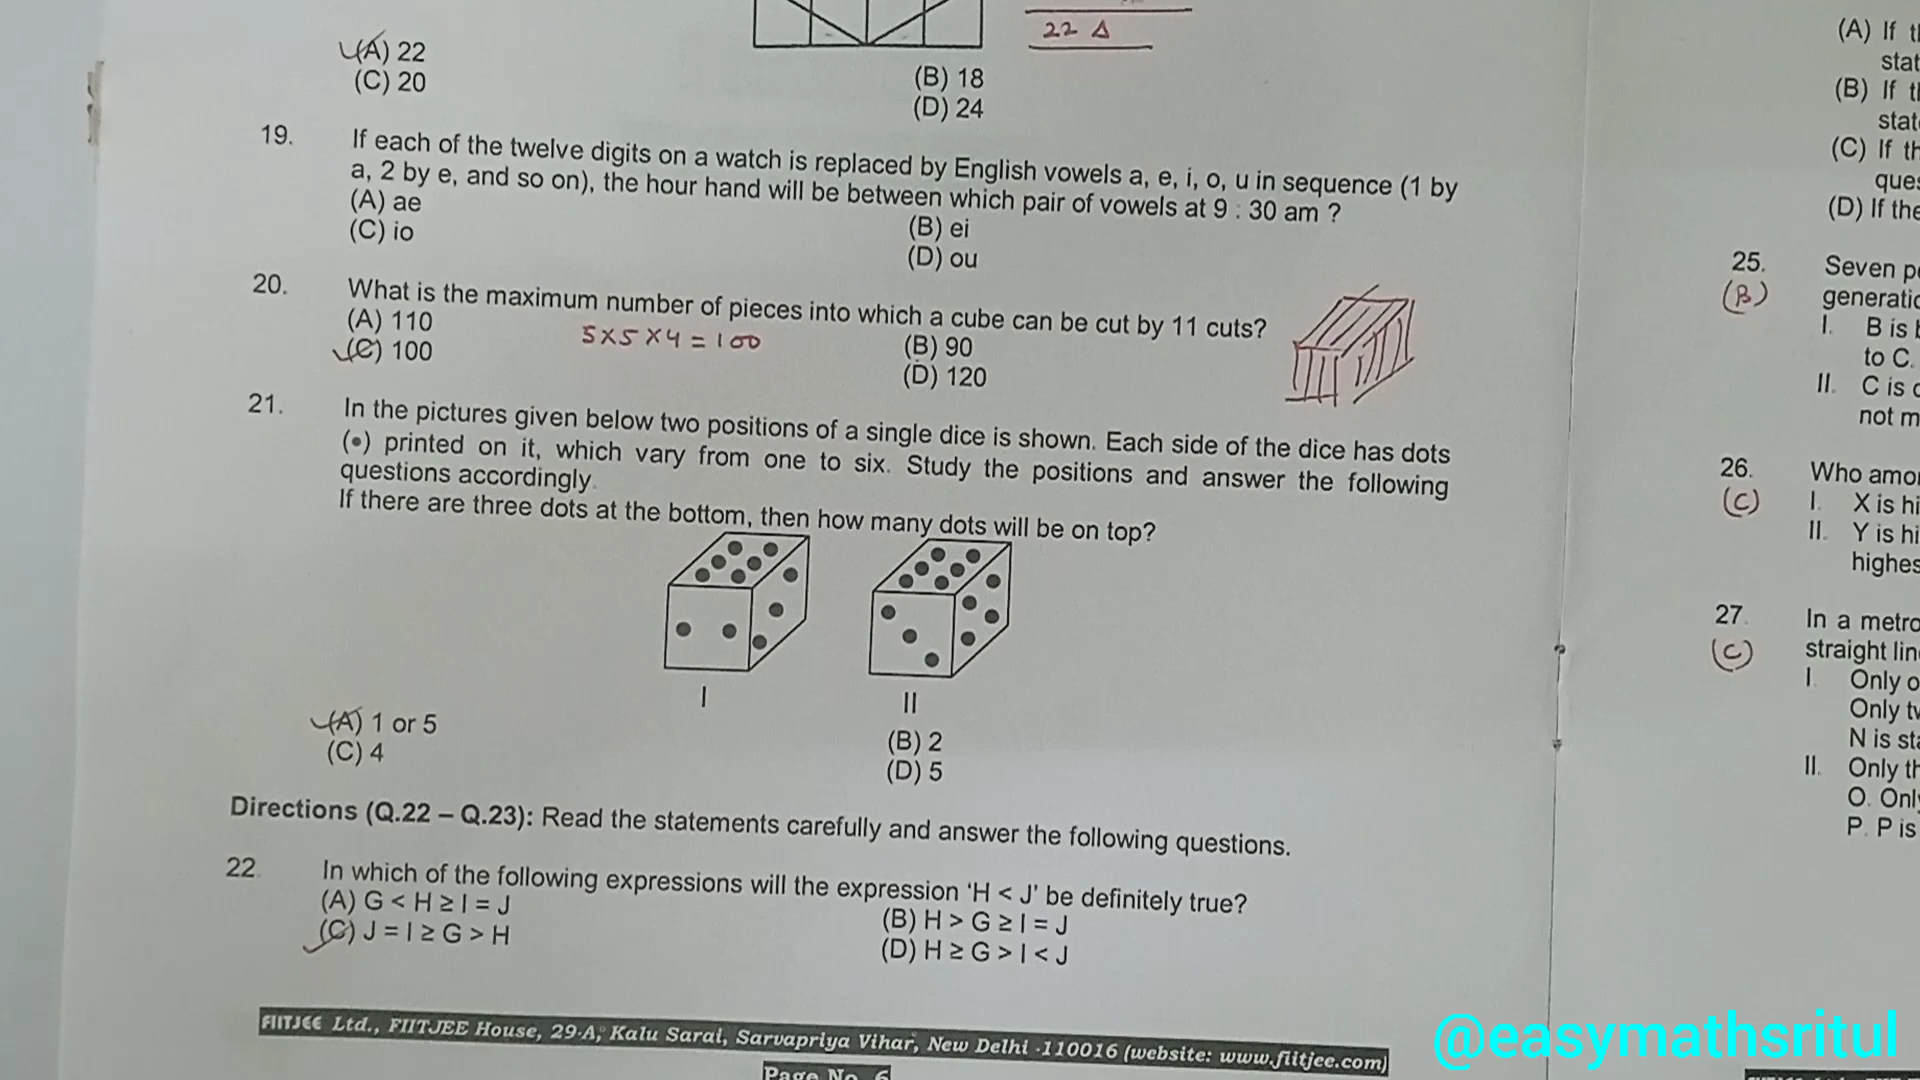 22 Δ
(A) 22
(B) 18
(C) 20
(D) 24
19. If each of the twelve digits on a watch is replaced by English vowels a, e, i, o, u in sequence (1 by
a, 2 by e, and so on), the hour hand will be between which pair of vowels at 9 : 30 am ?
(A) ae
(B) ei
(C) io
(D) ou
20. What is the maximum number of pieces into which a cube can be cut by 11 cuts?
(A) 110
5×5×4=100
(B) 90
(C) 100
(D) 120
21. In the pictures given below two positions of a single dice is shown. Each side of the dice has dots
(•) printed on it, which vary from one to six. Study the positions and answer the following
questions accordingly.
If there are three dots at the bottom, then how many dots will be on top?
I
II
(A) 1 or 5
(B) 2
(C) 4
(D) 5
Directions (Q.22 – Q.23): Read the statements carefully and answer the following questions.
22. In which of the following expressions will the expression ‘H < J’ be definitely true?
(A) G < H ≥ I = J
(B) H > G ≥ I = J
(C) J = I ≥ G > H
(D) H ≥ G > I < J
FIITJEE Ltd., FIITJEE House, 29-A, Kalu Sarai, Sarvapriya Vihar, New Delhi -110016 (website: www.fiitjee.com)
Page No. 6
(A) If
(B) If
(C) If
(D) If the
25. Seven
(B)
I. B is
to C.
II. C is
not
26. Who
(C)
I. X is
II. Y is
27. In a
(C)
straight
I. Only
Only
N is
II. Only
O.
P. P is
@easymathsritul